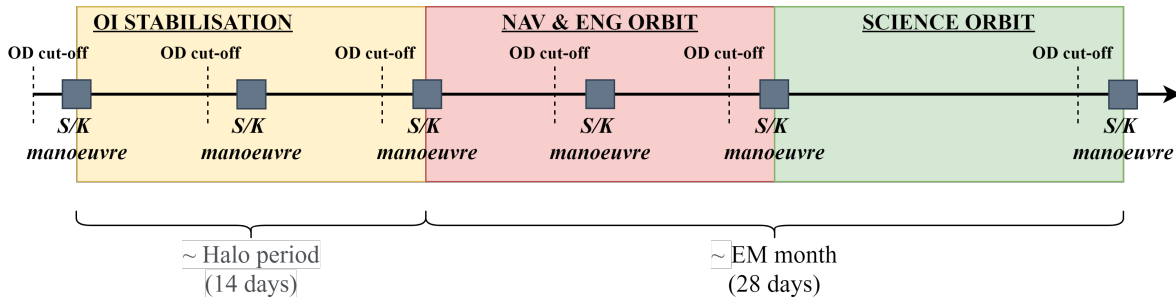 OI STABILISATION
NAV & ENG ORBIT
SCIENCE ORBIT
OD cut-off
OD cut-off
OD cut-off
OD cut-off
OD cut-off
OD cut-off
S/K
manoeuvre
S/K
manoeuvre
S/K
manoeuvre
S/K
manoeuvre
S/K
manoeuvre
S/K
manoeuvre
~ Halo period
(14 days)
~ EM month
(28 days)